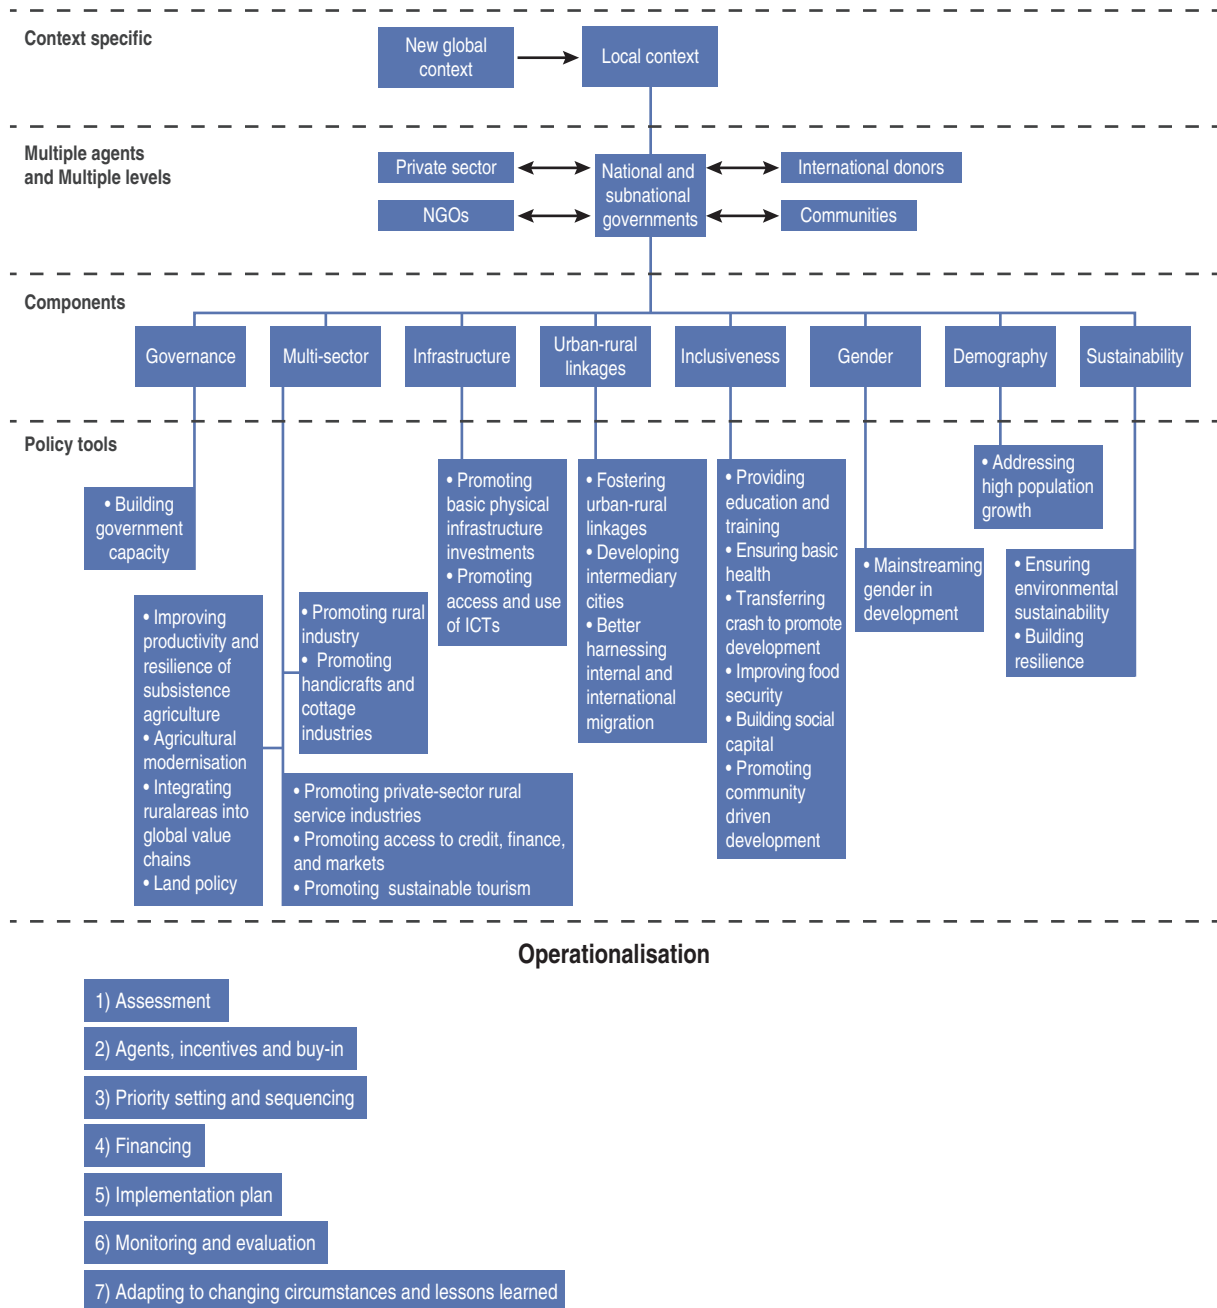 Context specific
New global
context
Local context
Multiple agents
and Multiple levels
Private sector
NGOs
National and
subnational
governments
International donors
Communities
Components
Governance
Multi-sector
Infrastructure
Urban-rural
linkages
Inclusiveness
Gender
Demography
Sustainability
Policy tools
• Building
government
capacity
• Improving
productivity and
resilience of
subsistence
agriculture
• Agricultural
modernisation
• Integrating
ruralareas into
global value
chains
• Land policy
• Promoting rural
industry
• Promoting
handicrafts and
cottage
industries
• Promoting private-sector rural
service industries
• Promoting access to credit, finance,
and markets
• Promoting sustainable tourism
• Promoting
basic physical
infrastructure
investments
• Promoting
access and use
of ICTs
• Fostering
urban-rural
linkages
• Developing
intermediary
cities
• Better
harnessing
internal and
international
migration
• Providing
education and
training
• Ensuring basic
health
• Transferring
crash to promote
development
• Improving food
security
• Building social
capital
• Promoting
community
driven
development
• Mainstreaming
gender in
development
• Addressing
high population
growth
• Ensuring
environmental
sustainability
• Building
resilience
Operationalisation
1) Assessment
2) Agents, incentives and buy-in
3) Priority setting and sequencing
4) Financing
5) Implementation plan
6) Monitoring and evaluation
7) Adapting to changing circumstances and lessons learned